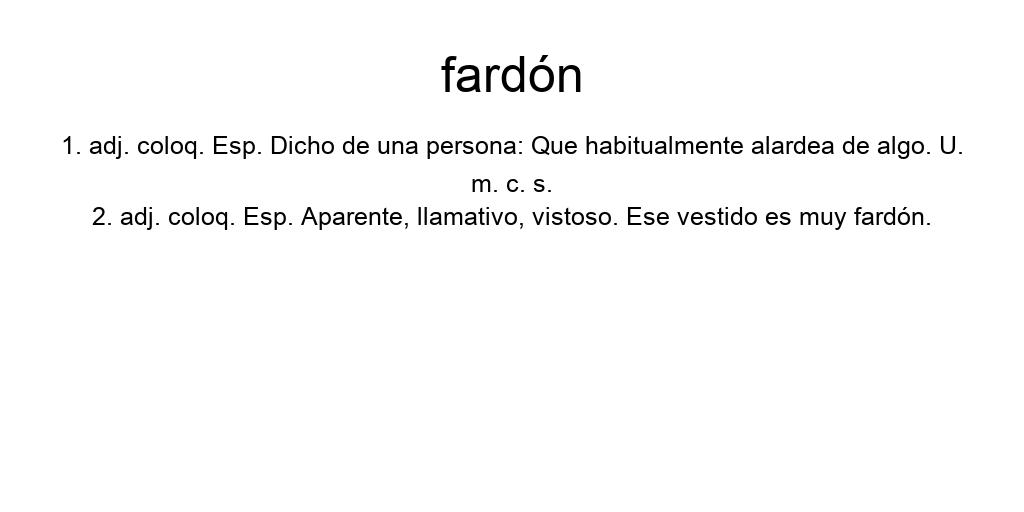 fardón
1. adj. coloq. Esp. Dicho de una persona: Que habitualmente alardea de algo. U.
m. c. s.
2. adj. coloq. Esp. Aparente, llamativo, vistoso. Ese vestido es muy fardón.